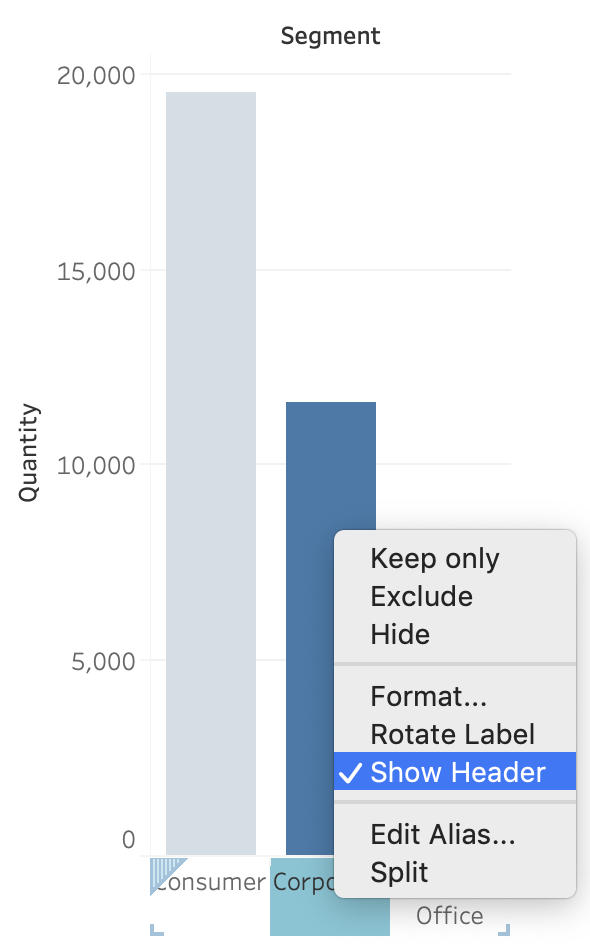 Segment
20,000
15,000
10,000
5,000
0
Quantity
Consumer
Office
Keep only
Exclude
Hide
Format...
Rotate Label
Show Header
Edit Alias...
Split